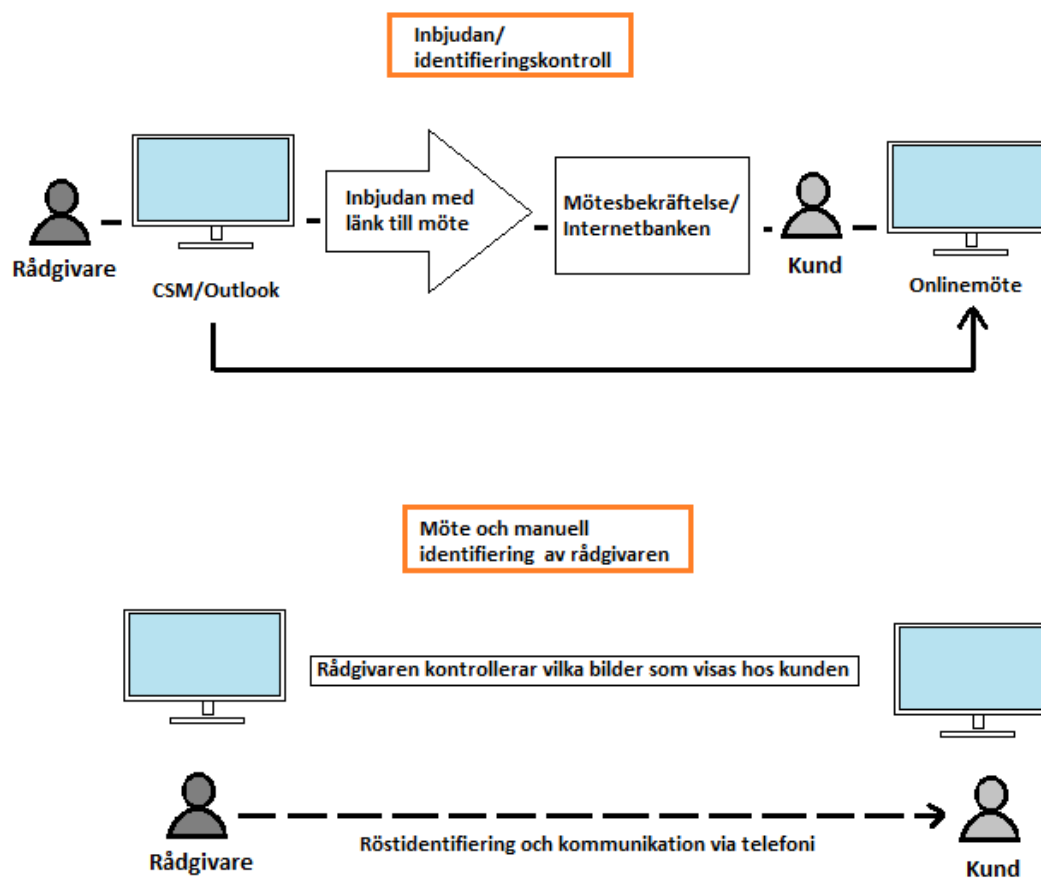 Inbjudan/
identifieringskontroll
Inbjudan med
länk till möte
Mötesbekräftelse/
Internetbanken
Rådgivare
CSM/Outlook
Kund
Onlinemöte
Möte och manuell
identifiering av rådgivaren
Rådgivaren kontrollerar vilka bilder som visas hos kunden
Röstidentifiering och kommunikation via telefoni
Rådgivare
Kund